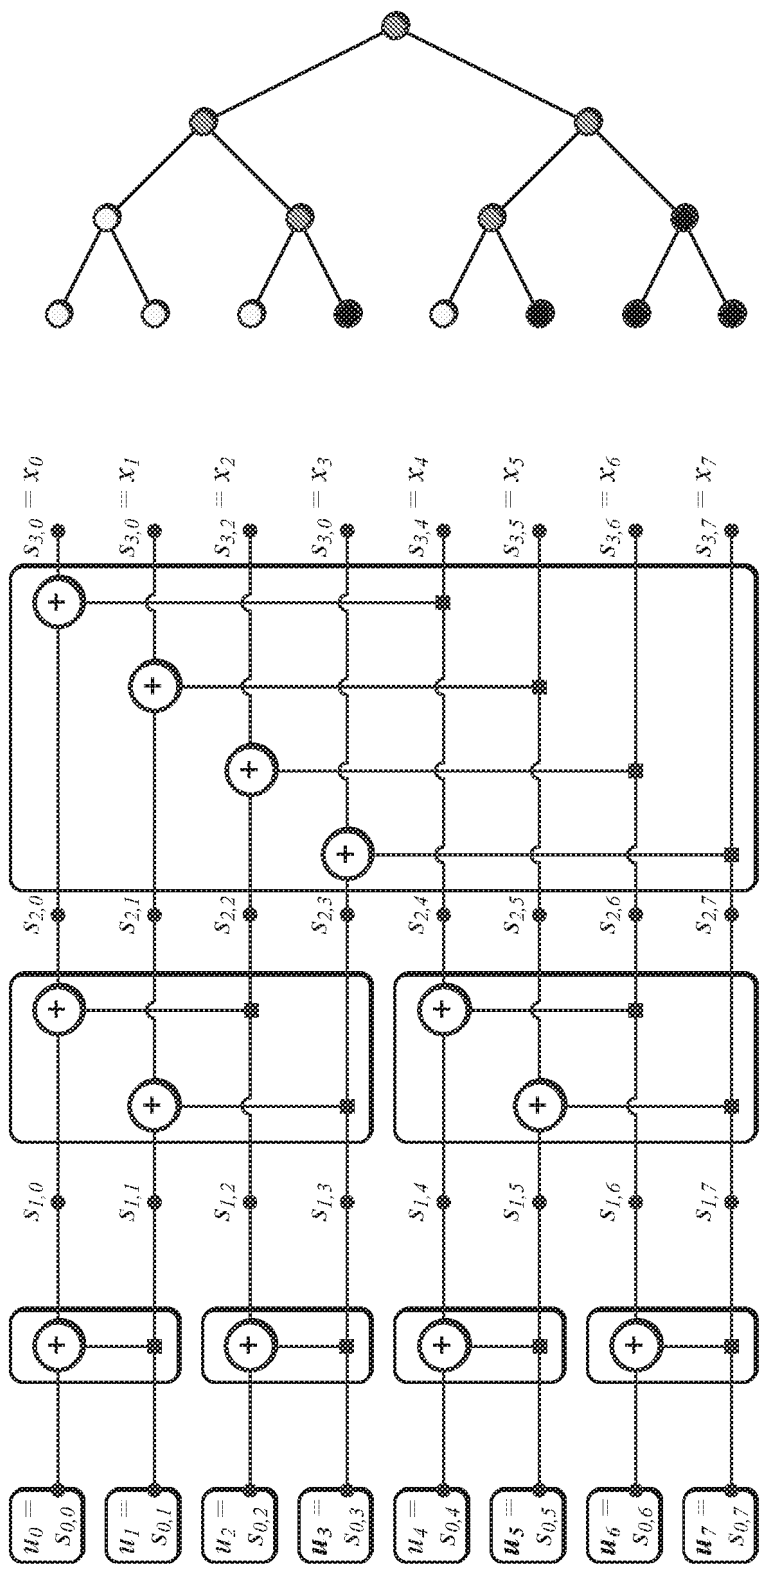 s3,0 = x0
s3,0 = x1
s3,2 = x2
s3,0 = x3
s3,4 = x4
s3,5 = x5
s3,6 = x6
s3,7 = x7
+
+
+
+
s2,0
s2,1
s2,2
s2,3
s2,4
s2,5
s2,6
s2,7
+
+
+
+
s1,0
s1,1
s1,2
s1,3
s1,4
s1,5
s1,6
s1,7
+
+
+
+
u0 =
s0,0
u1 =
s0,1
u2 =
s0,2
u3 =
s0,3
u4 =
s0,4
u5 =
s0,5
u6 =
s0,6
u7 =
s0,7